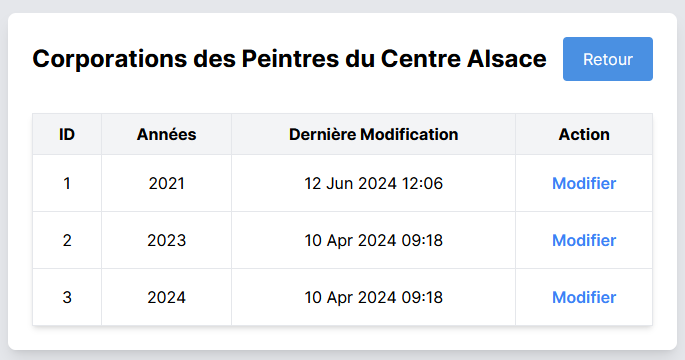 Corporations des Peintres du Centre Alsace Retour
ID Années Dernière Modification Action
1 2021 12 Jun 2024 12:06 Modifier
2 2023 10 Apr 2024 09:18 Modifier
3 2024 10 Apr 2024 09:18 Modifier